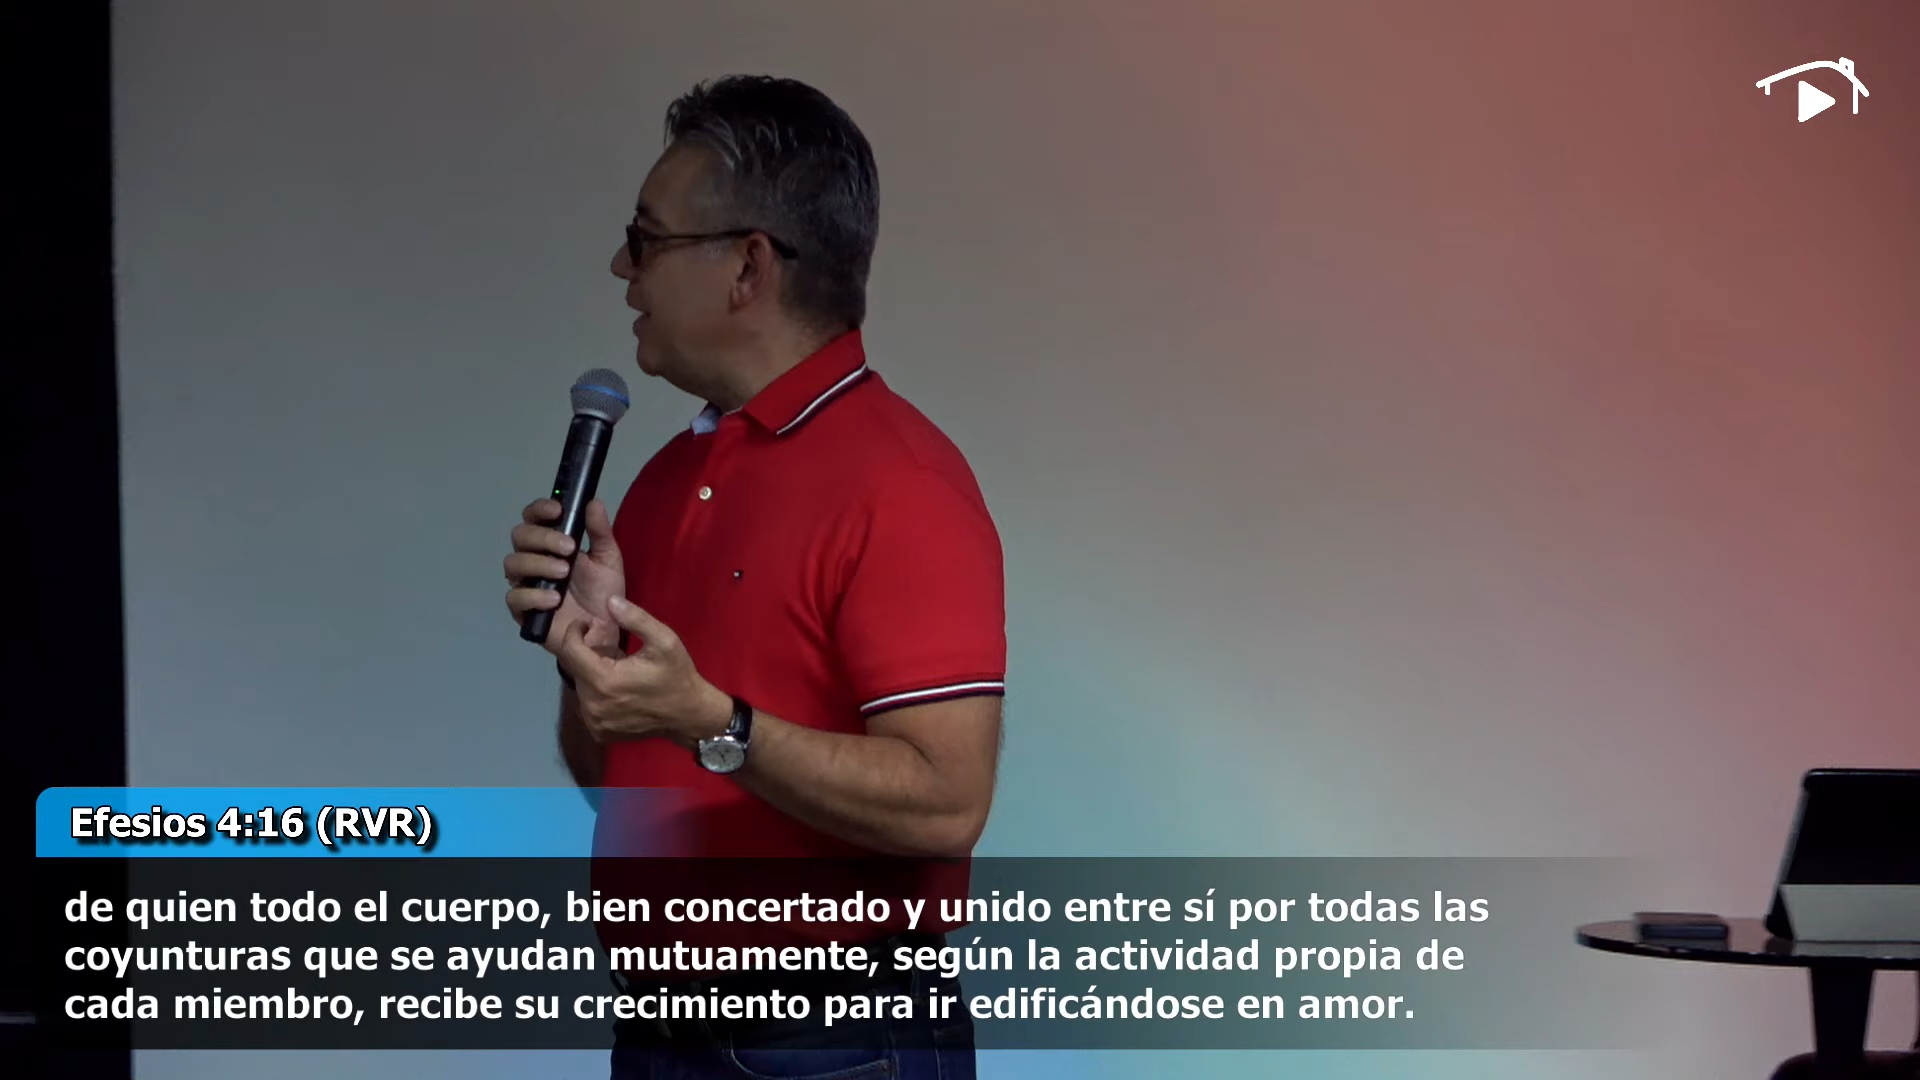 Efesios 4:16 (RVR)
de quien todo el cuerpo, bien concertado y unido entre sí por todas las
coyunturas que se ayudan mutuamente, según la actividad propia de
cada miembro, recibe su crecimiento para ir edificándose en amor.